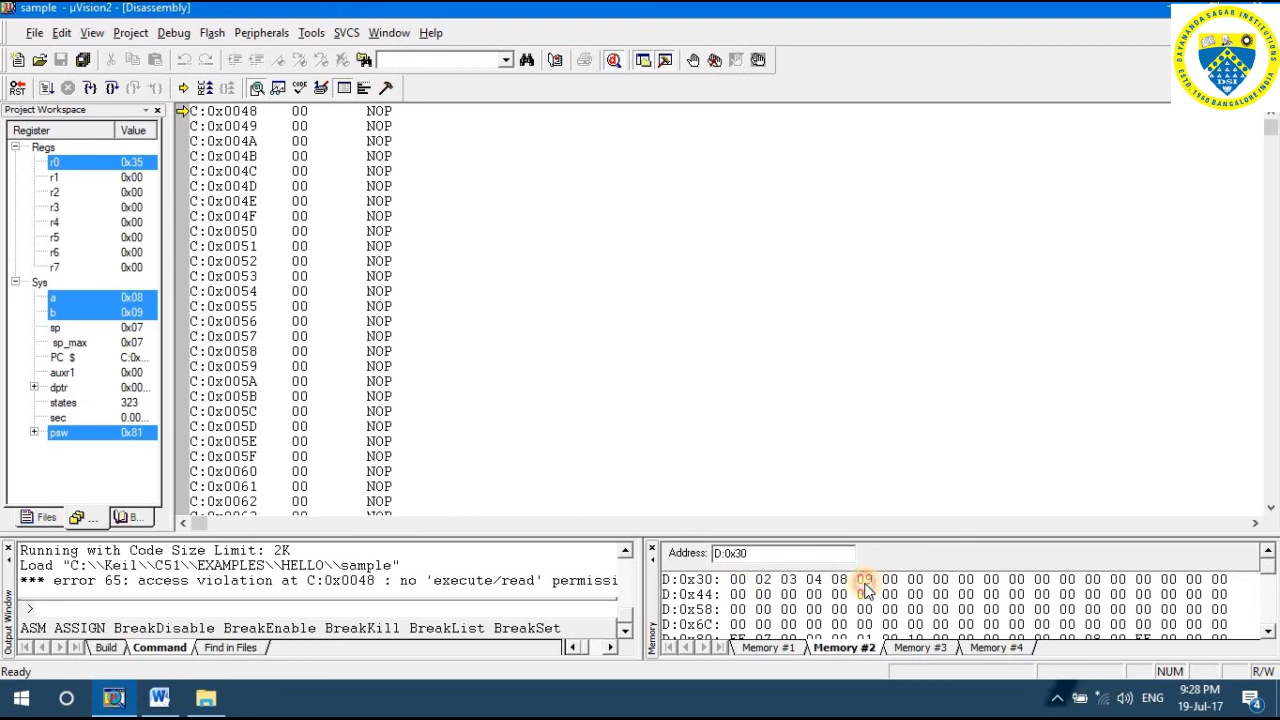 sample - µVision2 - [Disassembly]
File Edit View Project Debug Flash Peripherals Tools SVCS Window Help
DAYANANDA SAGAR INSTITUTIONS
DSI
ESTD. 1960 BANGALORE INDIA
Project Workspace
Register Value
Regs
r0 0x35
r1 0x00
r2 0x00
r3 0x00
r4 0x00
r5 0x00
r6 0x00
r7 0x00
Sys
a 0x08
b 0x09
sp 0x07
sp_max 0x07
PC $ C:0x...
auxr1 0x00
dptr 0x00...
states 323
sec 0.00...
psw 0x81
Files ... B...
C:0x0048 00 NOP
C:0x0049 00 NOP
C:0x004A 00 NOP
C:0x004B 00 NOP
C:0x004C 00 NOP
C:0x004D 00 NOP
C:0x004E 00 NOP
C:0x004F 00 NOP
C:0x0050 00 NOP
C:0x0051 00 NOP
C:0x0052 00 NOP
C:0x0053 00 NOP
C:0x0054 00 NOP
C:0x0055 00 NOP
C:0x0056 00 NOP
C:0x0057 00 NOP
C:0x0058 00 NOP
C:0x0059 00 NOP
C:0x005A 00 NOP
C:0x005B 00 NOP
C:0x005C 00 NOP
C:0x005D 00 NOP
C:0x005E 00 NOP
C:0x005F 00 NOP
C:0x0060 00 NOP
C:0x0061 00 NOP
C:0x0062 00 NOP
Output Window
Running with Code Size Limit: 2K
Load "C:\\Keil\\C51\\EXAMPLES\\HELLO\\sample"
*** error 65: access violation at C:0x0048 : no 'execute/read' permissi
>
ASM ASSIGN BreakDisable BreakEnable BreakKill BreakList BreakSet
Build Command Find in Files
Memory
Address: D:0x30
D:0x30: 00 02 03 04 08 09 00 00 00 00 00 00 00 00 00 00 00 00 00 00
D:0x44: 00 00 00 00 00 00 00 00 00 00 00 00 00 00 00 00 00 00 00
D:0x58: 00 00 00 00 00 00 00 00 00 00 00 00 00 00 00 00 00 00 00 00
D:0x6C: 00 00 00 00 00 00 00 00 00 00 00 00 00 00 00 00 00 00 00 00
Memory #1 Memory #2 Memory #3 Memory #4
Ready NUM R/W
ENG 9:28 PM
19-Jul-17
4